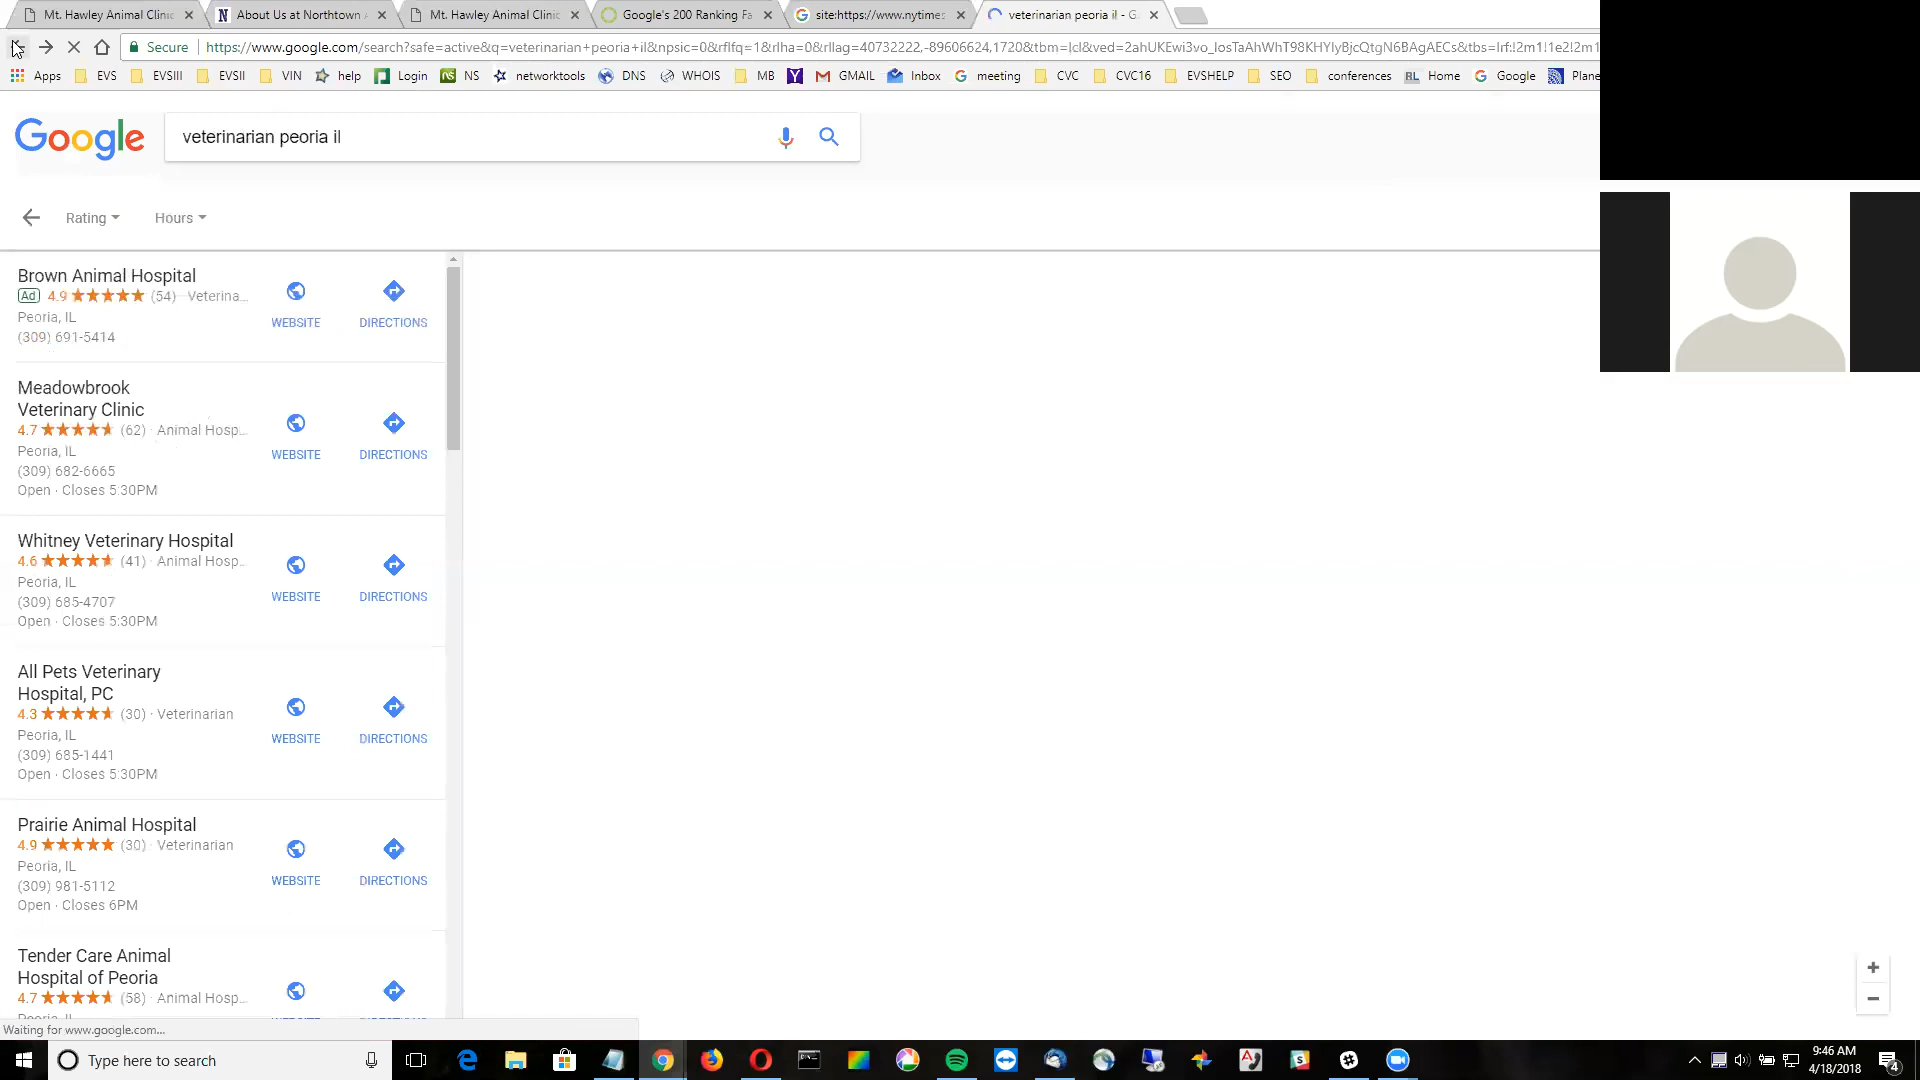 Mt. Hawley Animal Clinic
About Us at Northtown A
Mt. Hawley Animal Clinic
Google's 200 Ranking Fa
site:https://www.nytimes
veterinarian peoria il - G
Secure
https://www.google.com/search?safe=active&q=veterinarian+peoria+il&npsic=0&rflfq=1&rlha=0&rllag=40732222,-89606624,1720&tbm=lcl&ved=2ahUKEwi3vo_IosTaAhWhT98KHYIyBjcQtgN6BAgAECs&tbs=lrf:!2m1!1e2!2m1
Apps
EVS
EVSIII
EVSII
VIN
help
Login
NS
networktools
DNS
WHOIS
MB
GMAIL
Inbox
meeting
CVC
CVC16
EVSHELP
SEO
conferences
Home
Google
Plane
Google
veterinarian peoria il
Rating
Hours
Brown Animal Hospital
Ad 4.9 (54) · Veterina...
Peoria, IL
(309) 691-5414
WEBSITE
DIRECTIONS
Meadowbrook
Veterinary Clinic
4.7 (62) · Animal Hosp...
Peoria, IL
(309) 682-6665
Open · Closes 5:30PM
WEBSITE
DIRECTIONS
Whitney Veterinary Hospital
4.6 (41) · Animal Hosp...
Peoria, IL
(309) 685-4707
Open · Closes 5:30PM
WEBSITE
DIRECTIONS
All Pets Veterinary
Hospital, PC
4.3 (30) · Veterinarian
Peoria, IL
(309) 685-1441
Open · Closes 5:30PM
WEBSITE
DIRECTIONS
Prairie Animal Hospital
4.9 (30) · Veterinarian
Peoria, IL
(309) 981-5112
Open · Closes 6PM
WEBSITE
DIRECTIONS
Tender Care Animal
Hospital of Peoria
4.7 (58) · Animal Hosp...
Waiting for www.google.com...
Type here to search
9:46 AM
4/18/2018
4